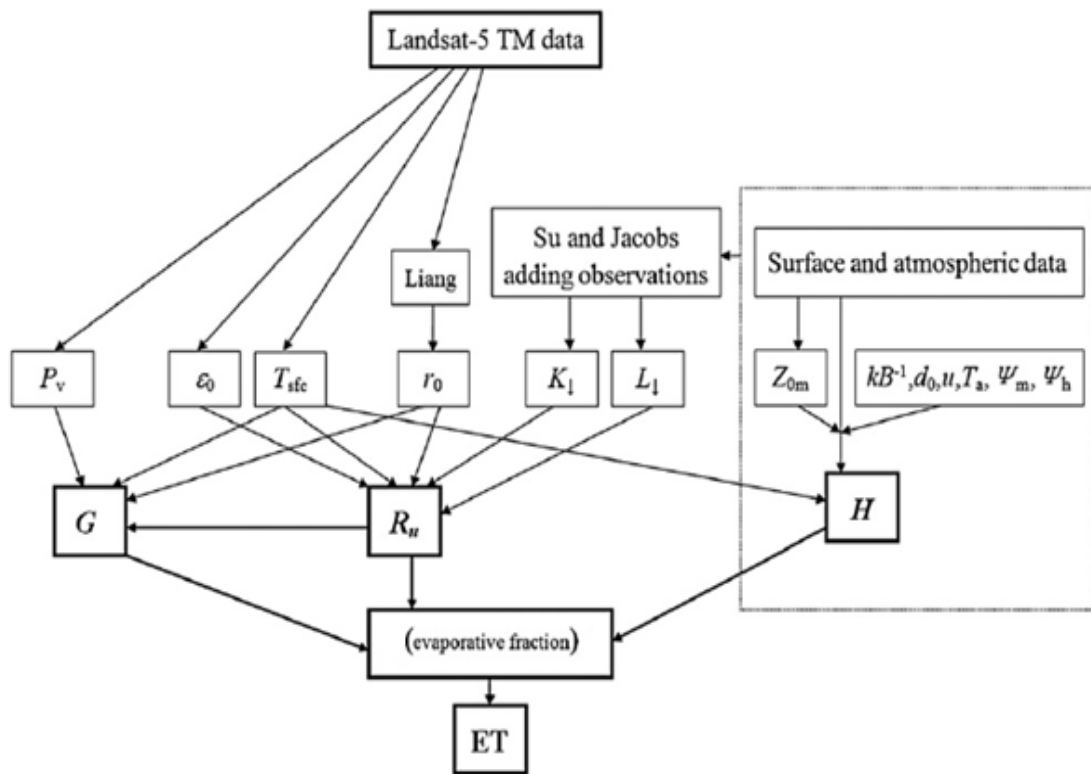 Landsat-5 TM data
Su and Jacobs
adding observations
Surface and atmospheric data
Liang
Pᵥ
ε₀
T_sfc
r₀
K↓
L↓
Z₀ₘ
kB⁻¹,d₀,u,Tₐ, Ψₘ, Ψₕ
G
Rₙ
H
(evaporative fraction)
ET